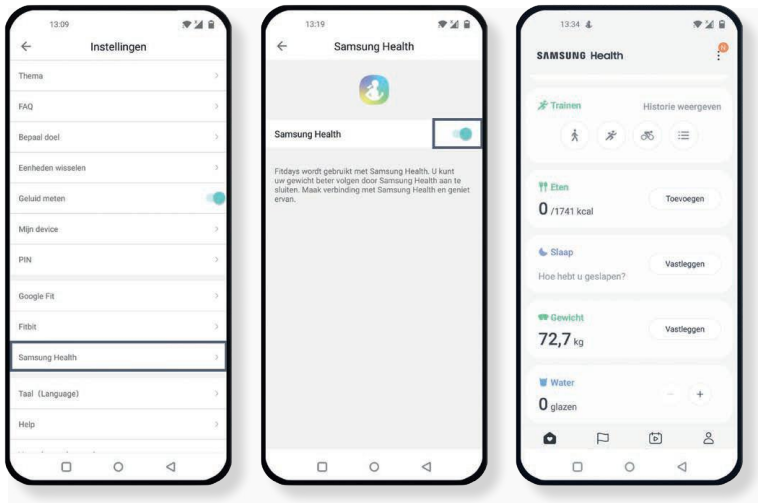 13:09
Instellingen
Thema
FAQ
Bepaal doel
Eenheden wisselen
Geluid meten
Mijn device
PIN
Google Fit
Fitbit
Samsung Health
Taal (Language)
Help
13:19
Samsung Health
Samsung Health
Fitdays wordt gebruikt met Samsung Health. U kunt
uw gewicht beter volgen door Samsung Health aan te
sluiten. Maak verbinding met Samsung Health en geniet
ervan.
13:34
SAMSUNG Health
N
Trainen
Historie weergeven
Eten
0 /1741 kcal
Toevoegen
Slaap
Hoe hebt u geslapen?
Vastleggen
Gewicht
72,7 kg
Vastleggen
Water
0 glazen
- +